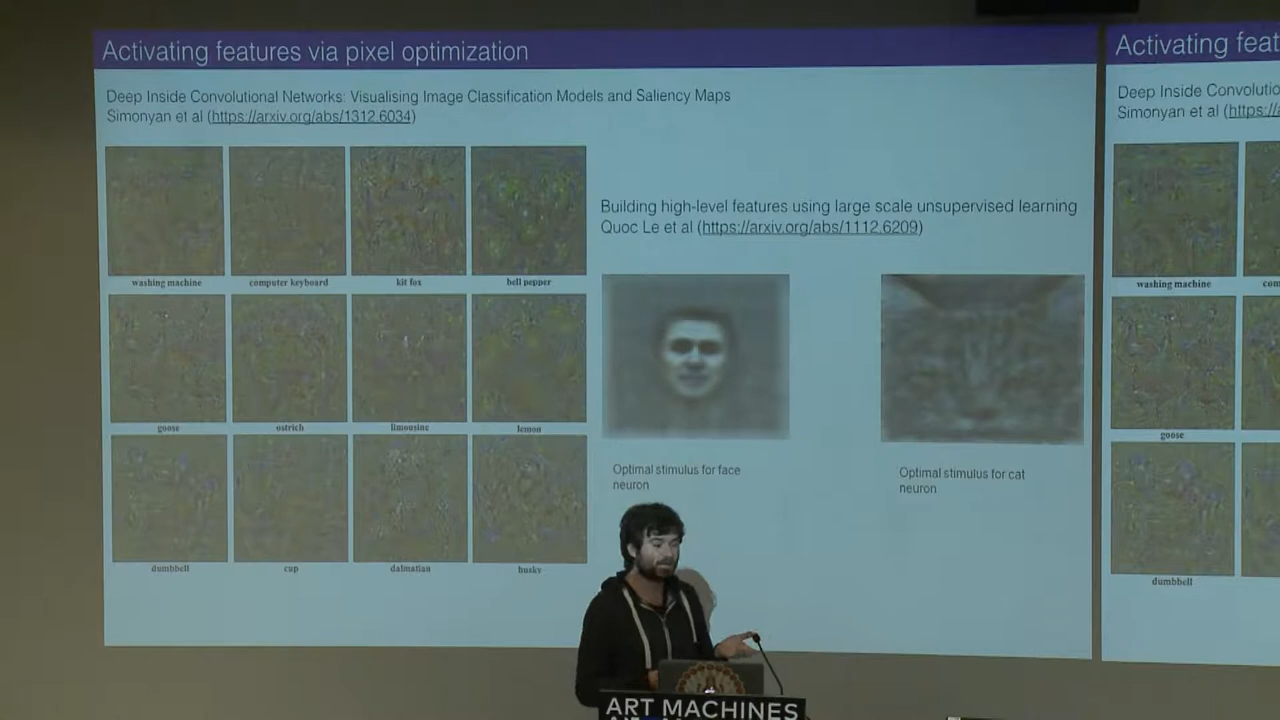 Activating features via pixel optimization
Deep Inside Convolutional Networks: Visualising Image Classification Models and Saliency Maps
Simonyan et al (https://arxiv.org/abs/1312.6034)
washing machine
computer keyboard
kit fox
bell pepper
Building high-level features using large scale unsupervised learning
Quoc Le et al (https://arxiv.org/abs/1112.6209)
goose
ostrich
limousine
lemon
Optimal stimulus for face
neuron
Optimal stimulus for cat
neuron
dumbbell
cup
dalmatian
husky
Activating feat
Deep Inside Convolutio
Simonyan et al (https://
washing machine
com
goose
dumbbell
ART MACHINES